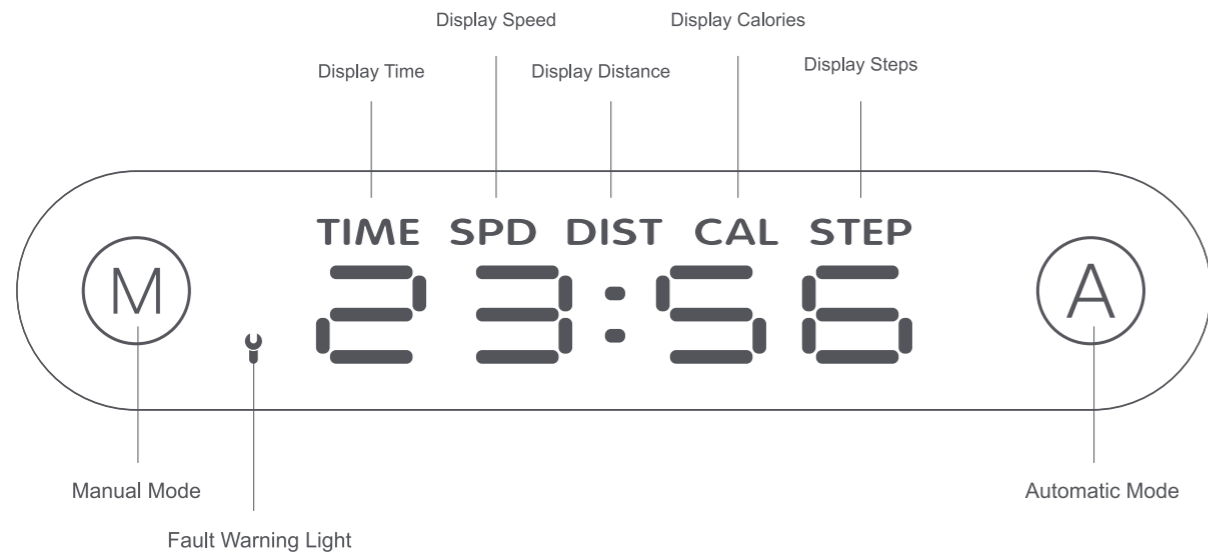 Display Speed
Display Calories
Display Time
Display Distance
Display Steps
TIME SPD DIST CAL STEP
M
23:56
A
Manual Mode
Automatic Mode
Fault Warning Light